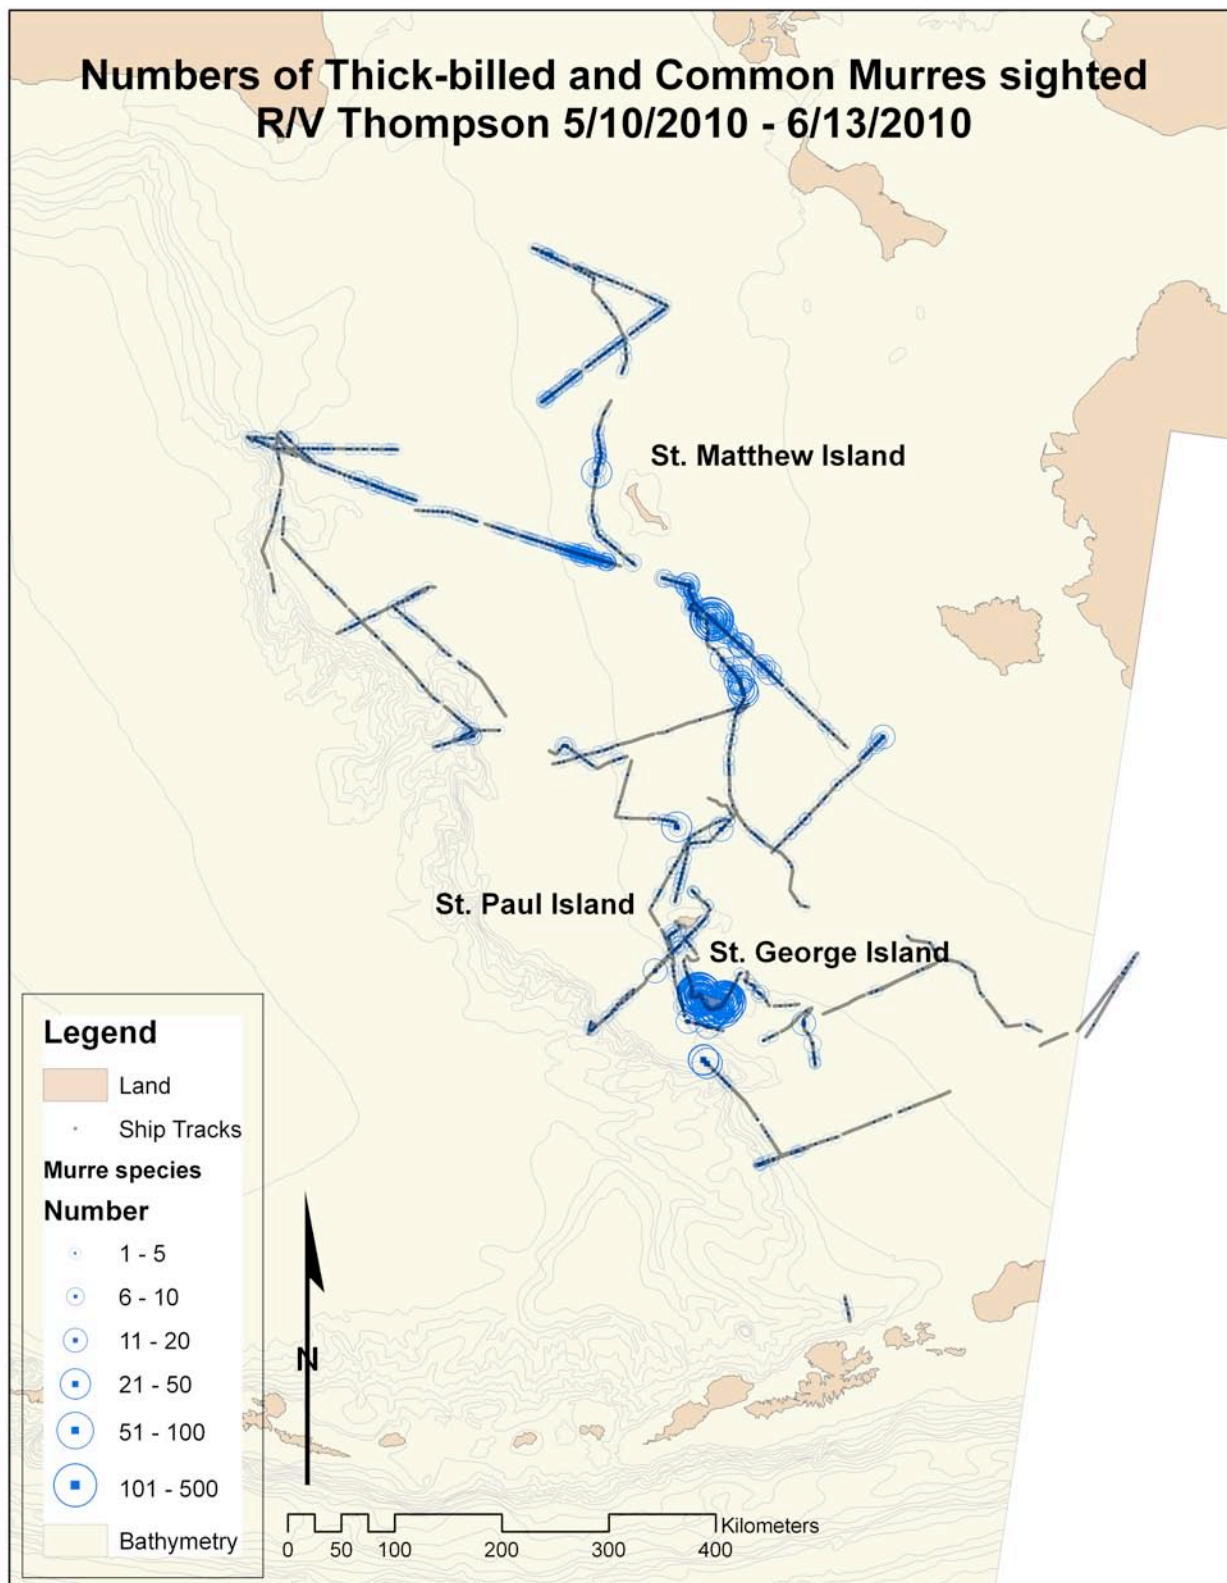 Numbers of Thick-billed and Common Murres sighted
R/V Thompson 5/10/2010 - 6/13/2010
St. Matthew Island
St. Paul Island
St. George Island
Legend
Land
Ship Tracks
Murre species
Number
1 - 5
6 - 10
11 - 20
21 - 50
51 - 100
101 - 500
Bathymetry
N
Kilometers
0 50 100 200 300 400